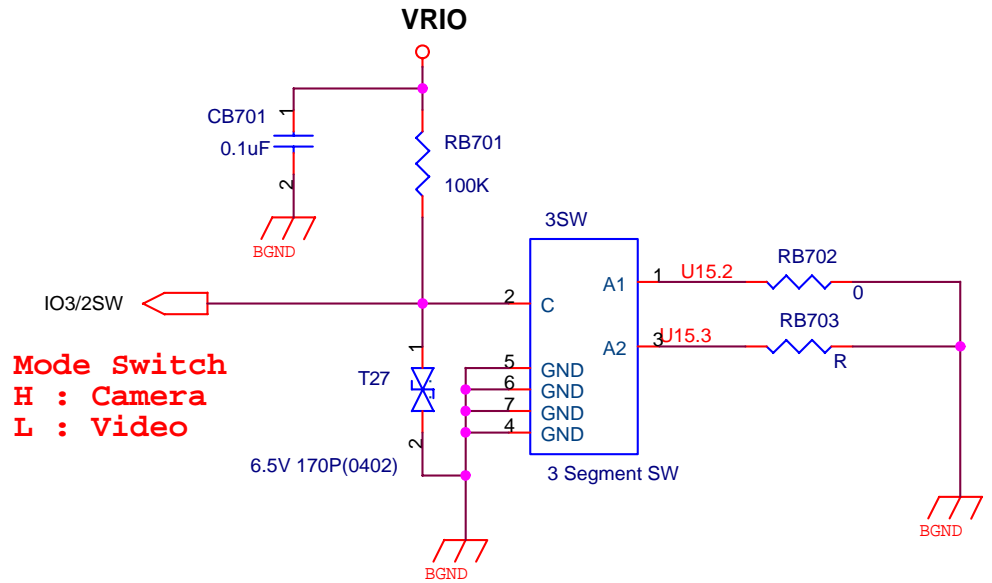 VRIO
CB701
0.1uF
1
2
BGND
RB701
100K
3SW
IO3/2SW
2
C
A1
1
U15.2
RB702
0
A2
3
U15.3
RB703
R
Mode Switch
H : Camera
L : Video
1
T27
2
6.5V 170P(0402)
5
GND
6
GND
7
GND
4
GND
3 Segment SW
BGND
BGND